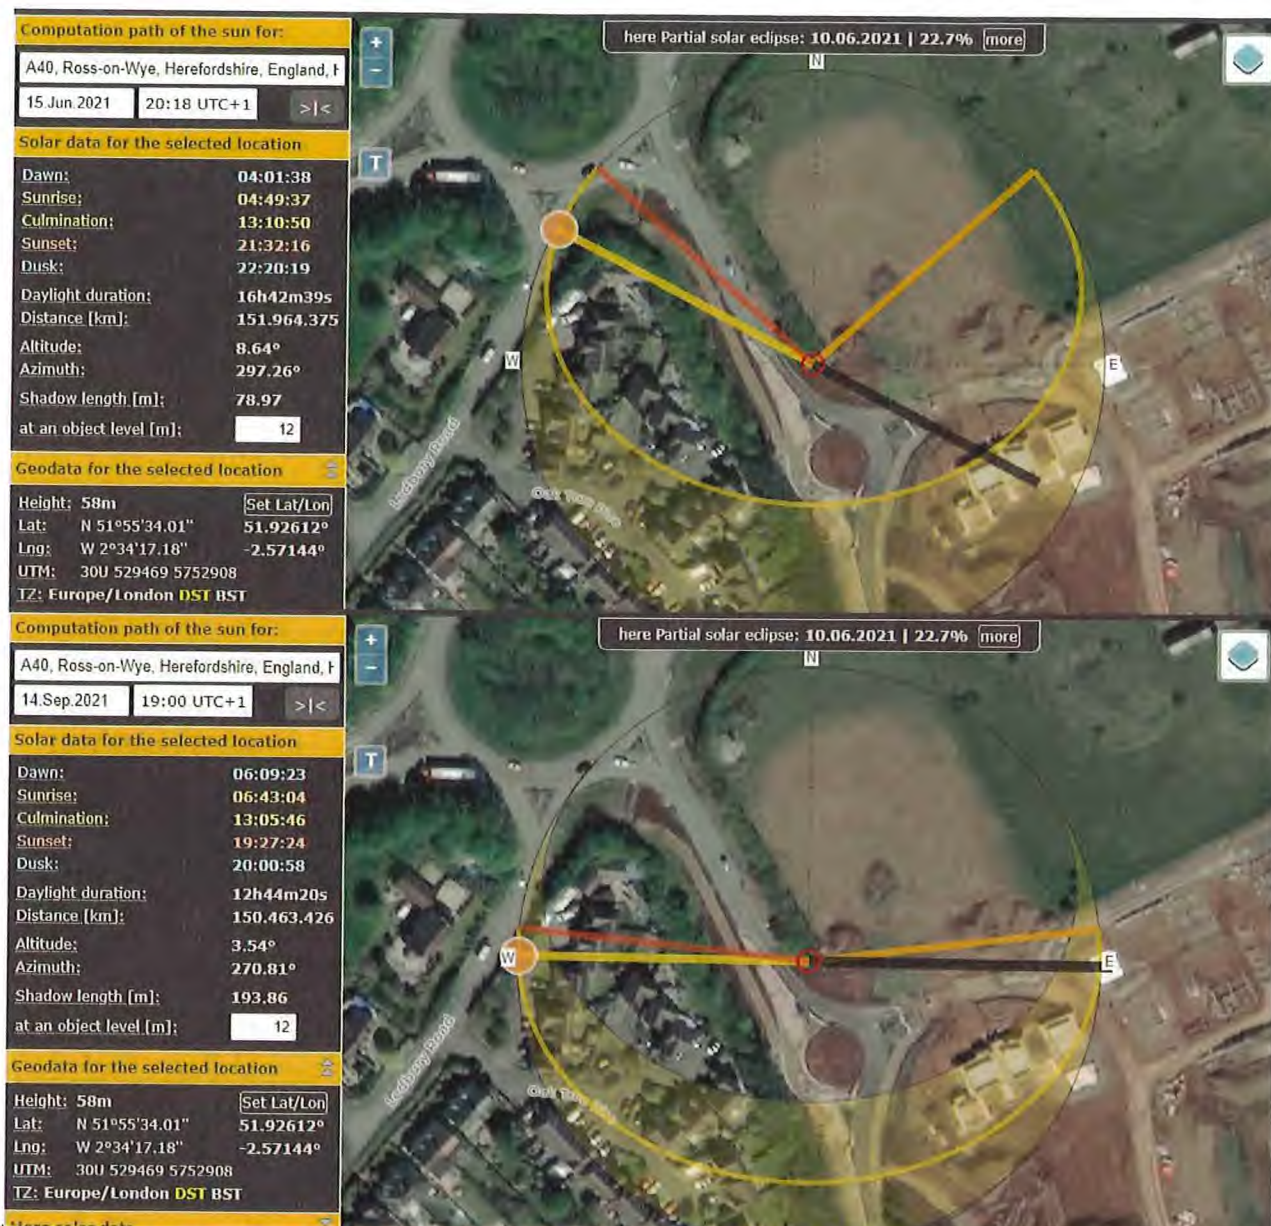 Computation path of the sun for:
A40, Ross-on-Wye, Herefordshire, England, H
15.Jun.2021 20:18 UTC+1 >|<
Solar data for the selected location
Dawn: 04:01:38
Sunrise: 04:49:37
Culmination: 13:10:50
Sunset: 21:32:16
Dusk: 22:20:19
Daylight duration: 16h42m39s
Distance [km]: 151.964.375
Altitude: 8.64°
Azimuth: 297.26°
Shadow length [m]: 78.97
at an object level [m]: 12
Geodata for the selected location
Height: 58m Set Lat/Lon
Lat: N 51°55'34.01" 51.92612°
Lng: W 2°34'17.18" -2.57144°
UTM: 30U 529469 5752908
TZ: Europe/London DST BST
+
−
T
here Partial solar eclipse: 10.06.2021 | 22.7% more
N
W
E
Ledbury Road
Computation path of the sun for:
A40, Ross-on-Wye, Herefordshire, England, H
14.Sep.2021 19:00 UTC+1 >|<
Solar data for the selected location
Dawn: 06:09:23
Sunrise: 06:43:04
Culmination: 13:05:46
Sunset: 19:27:24
Dusk: 20:00:58
Daylight duration: 12h44m20s
Distance [km]: 150.463.426
Altitude: 3.54°
Azimuth: 270.81°
Shadow length [m]: 193.86
at an object level [m]: 12
Geodata for the selected location
Height: 58m Set Lat/Lon
Lat: N 51°55'34.01" 51.92612°
Lng: W 2°34'17.18" -2.57144°
UTM: 30U 529469 5752908
TZ: Europe/London DST BST
+
−
T
here Partial solar eclipse: 10.06.2021 | 22.7% more
N
W
E
Ledbury Road